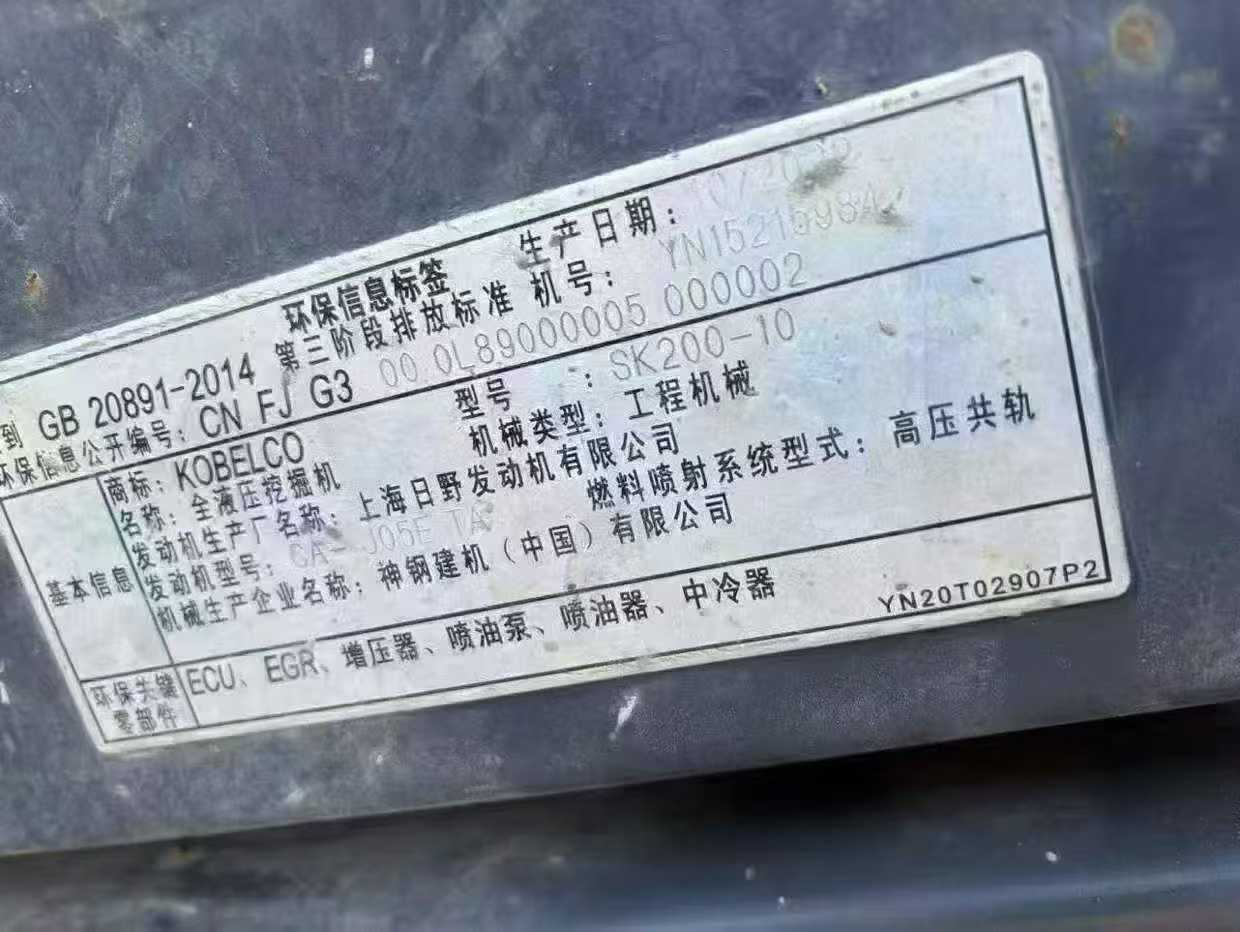 环保信息标签 生产日期：
到 GB 20891-2014 第三阶段排放标准 机号：
环保信息公开编号：CN FJ G3 00 0L89000005 000002
基本信息
商标：KOBELCO 型号 ：SK200-10
名称：全液压挖掘机 机械类型：工程机械
发动机生产厂名称：上海日野发动机有限公司
发动机型号：J05E TA 燃料喷射系统型式：高压共轨
机械生产企业名称：神钢建机（中国）有限公司
环保关键零部件
ECU、EGR、增压器、喷油泵、喷油器、中冷器
YN20T02907P2